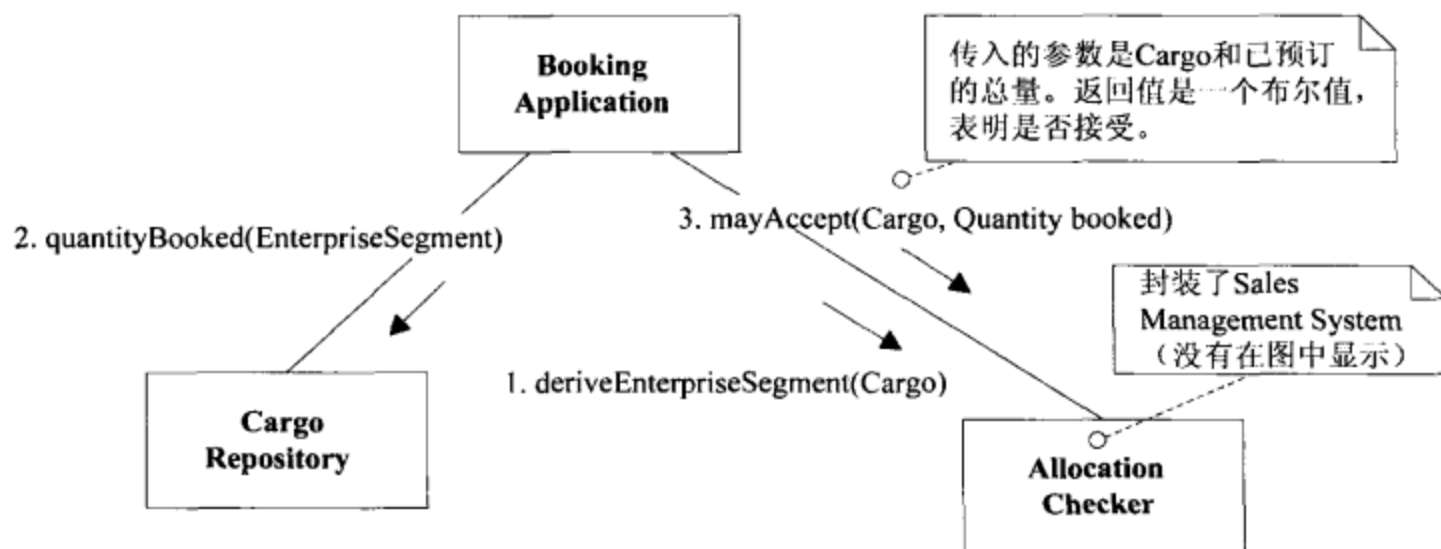 Booking
Application
传入的参数是Cargo和已预订
的总量。返回值是一个布尔值，
表明是否接受。
2. quantityBooked(EnterpriseSegment)
3. mayAccept(Cargo, Quantity booked)
封装了Sales
Management System
（没有在图中显示）
1. deriveEnterpriseSegment(Cargo)
Cargo
Repository
Allocation
Checker